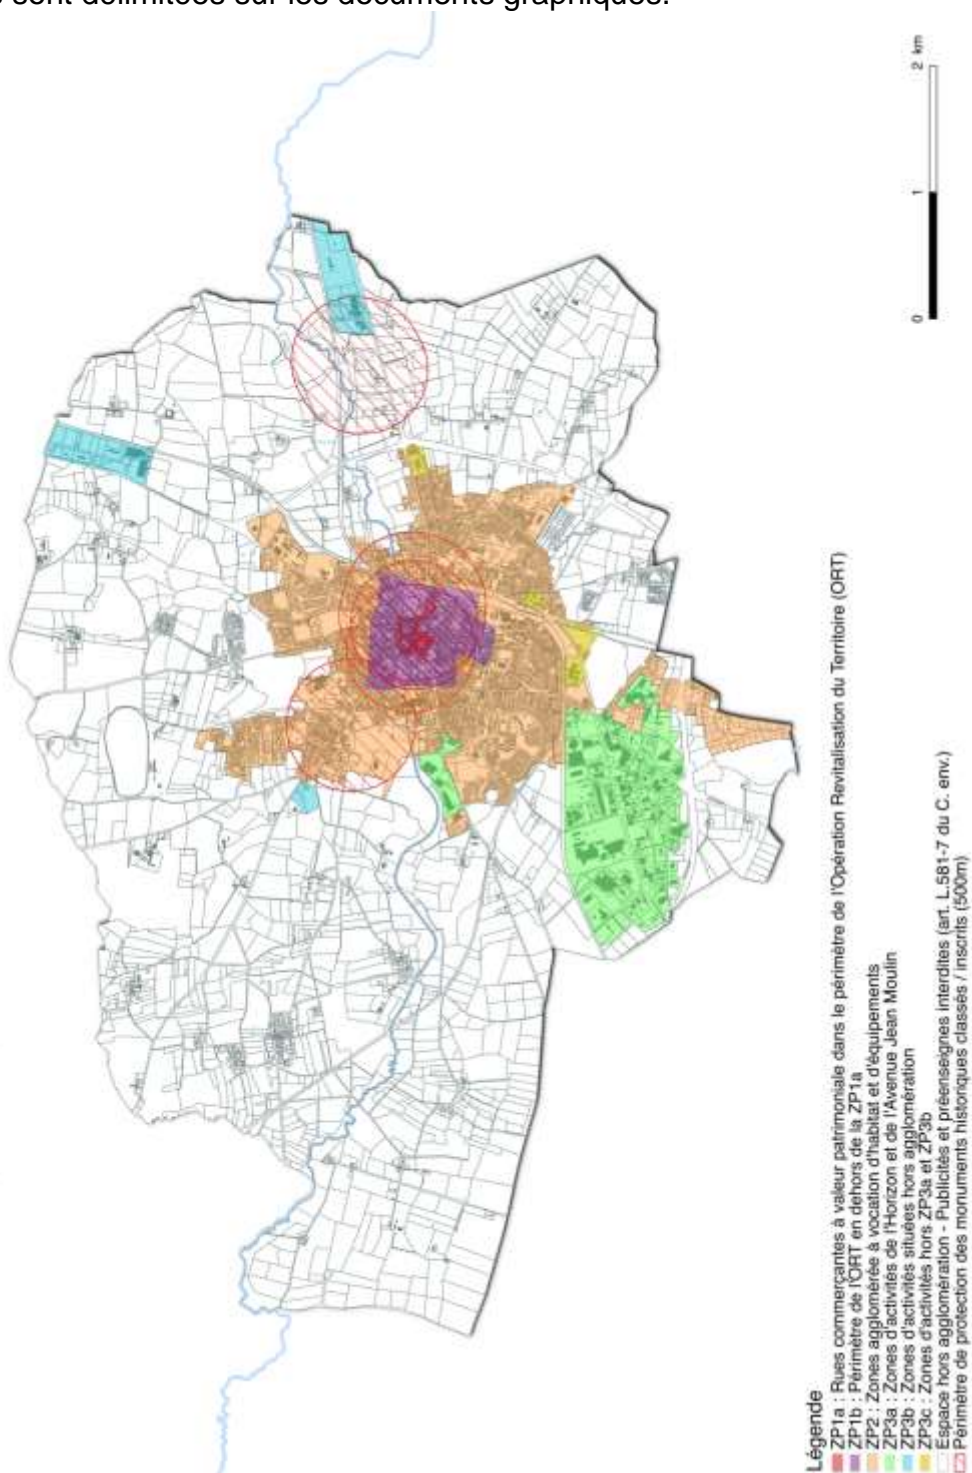 sont délimitées sur les documents graphiques.
0 1 2 km
Légende
ZP1a : Rues commerçantes à valeur patrimoniale dans le périmètre de l'Opération Revitalisation du Territoire (ORT)
ZP1b : Périmètre de l'ORT en dehors de la ZP1a
ZP2 : Zones agglomérée à vocation d'habitat et d'équipements
ZP3a : Zones d'activités de l'Horizon et de l'Avenue Jean Moulin
ZP3b : Zones d'activités situées hors agglomération
ZP3c : Zones d'activités hors ZP3a et ZP3b
Espace hors agglomération - Publicités et préenseignes interdites (art. L.581-7 du C. env.)
Périmètre de protection des monuments historiques classés / inscrits (500m)